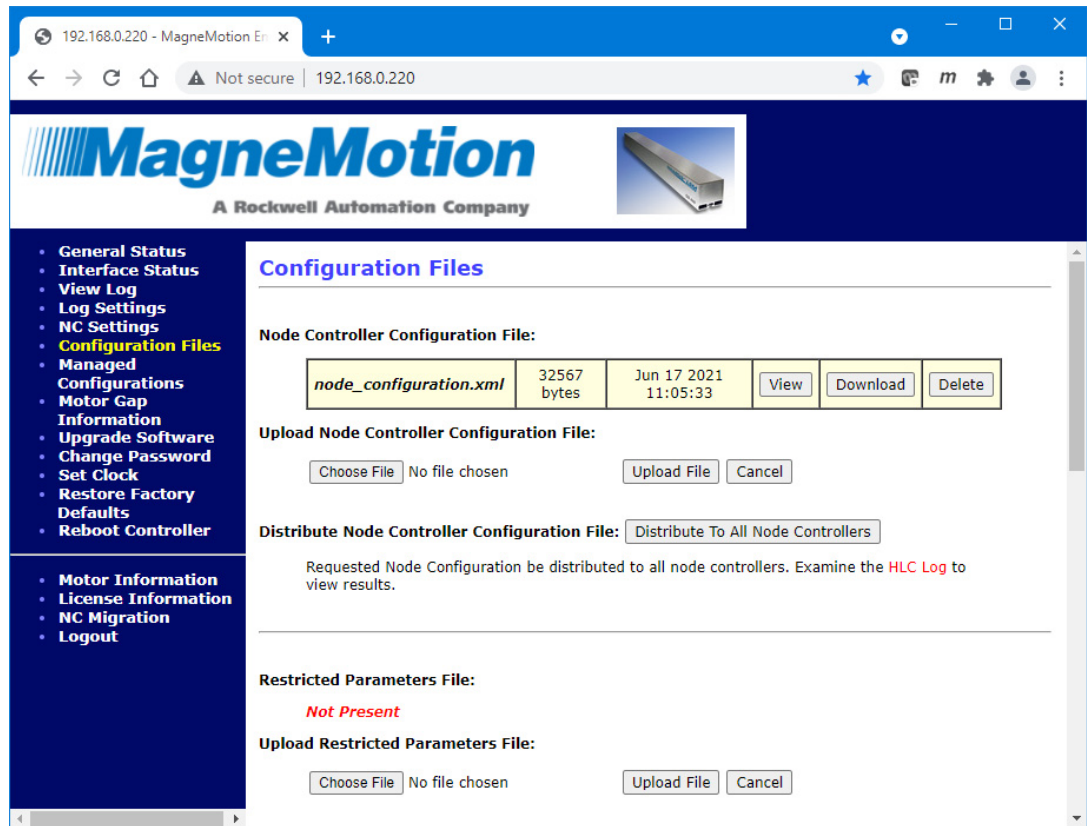 192.168.0.220 - MagneMotion En
Not secure | 192.168.0.220
m
MagneMotion
A Rockwell Automation Company
General Status
Interface Status
View Log
Log Settings
NC Settings
Configuration Files
Managed
Configurations
Motor Gap
Information
Upgrade Software
Change Password
Set Clock
Restore Factory
Defaults
Reboot Controller
Motor Information
License Information
NC Migration
Logout
Configuration Files
Node Controller Configuration File:
node_configuration.xml
32567
bytes
Jun 17 2021
11:05:33
View
Download
Delete
Upload Node Controller Configuration File:
Choose File No file chosen Upload File Cancel
Distribute Node Controller Configuration File: Distribute To All Node Controllers
Requested Node Configuration be distributed to all node controllers. Examine the HLC Log to
view results.
Restricted Parameters File:
Not Present
Upload Restricted Parameters File:
Choose File No file chosen Upload File Cancel